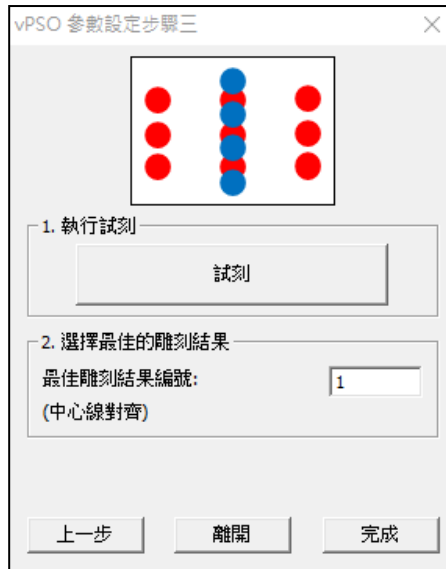 vPSO 參數設定步驟三
1. 執行試刻
試刻
2. 選擇最佳的雕刻結果
最佳雕刻結果編號:
1
(中心線對齊)
上一步
離開
完成